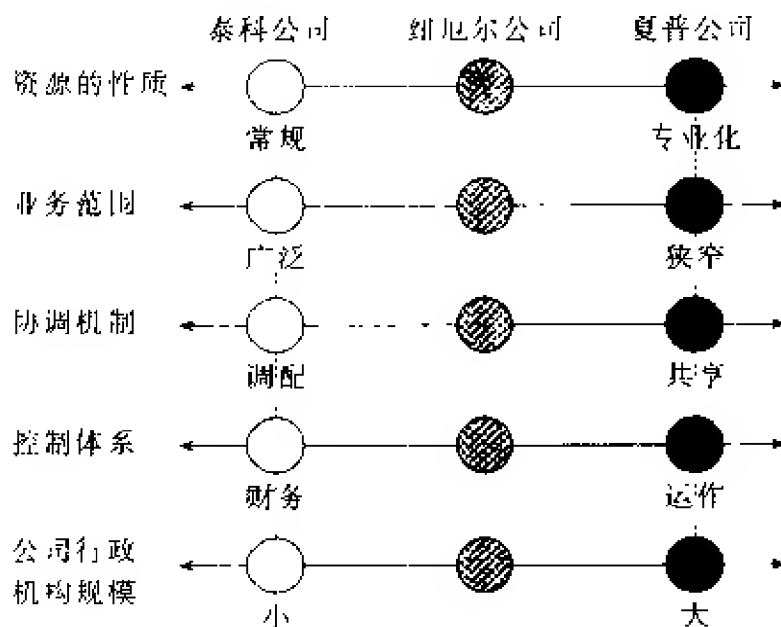 泰科公司 纽厄尔公司 夏普公司
资源的性质
常规 专业化
业务范围
广泛 狭窄
协调机制
调配 共享
控制体系
财务 运作
公司行政
机构规模
小 大